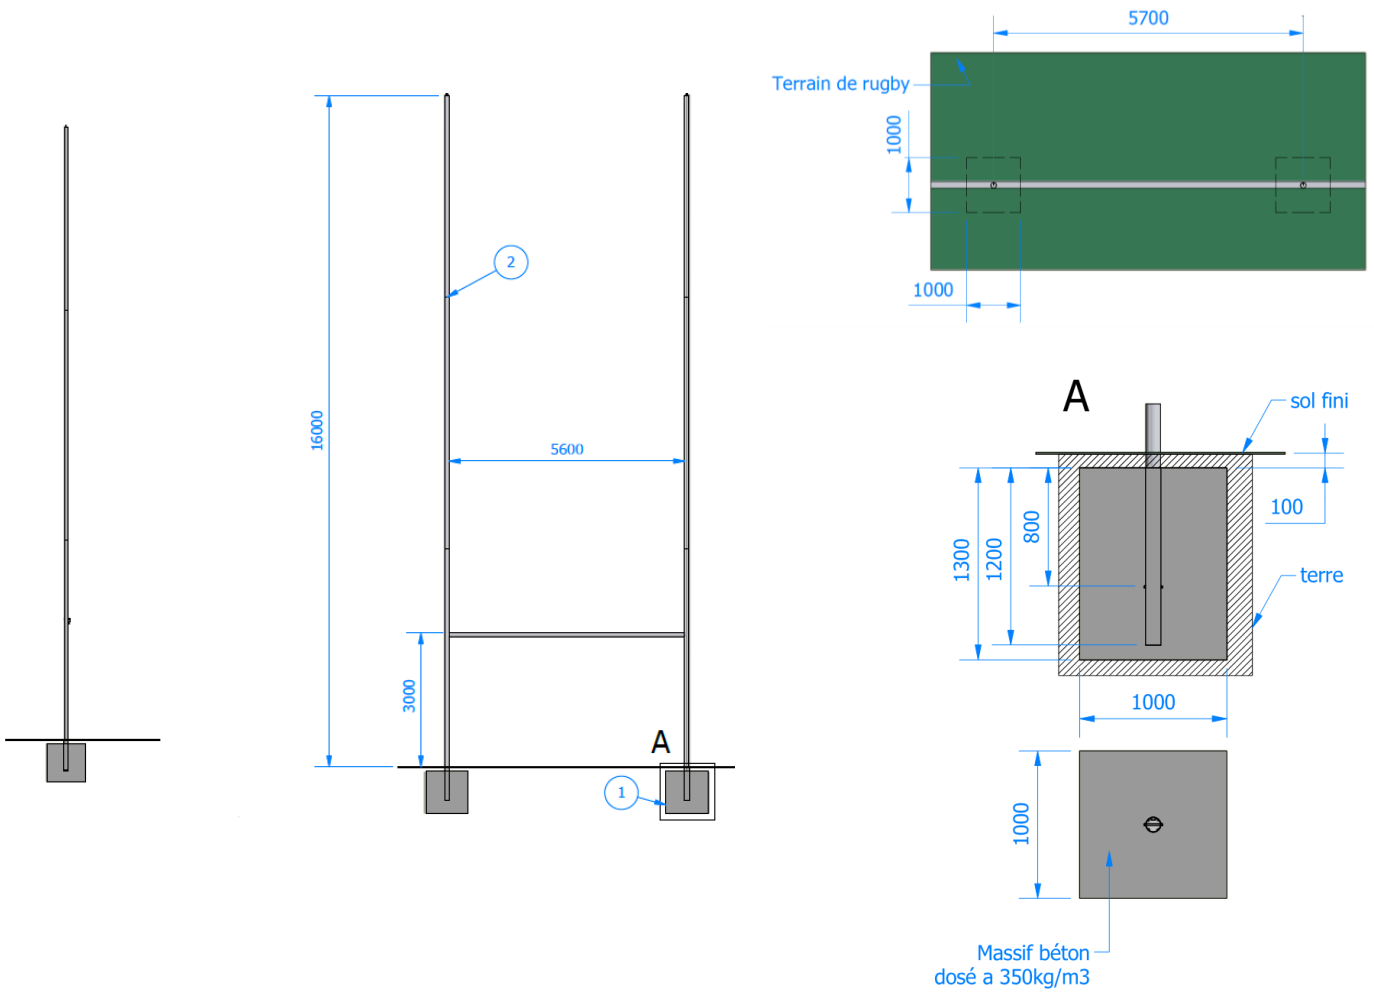 16000
5600
3000
2
1
A
5700
Terrain de rugby
1000
1000
A
sol fini
100
1300
1200
800
terre
1000
1000
Massif béton
dosé a 350kg/m3